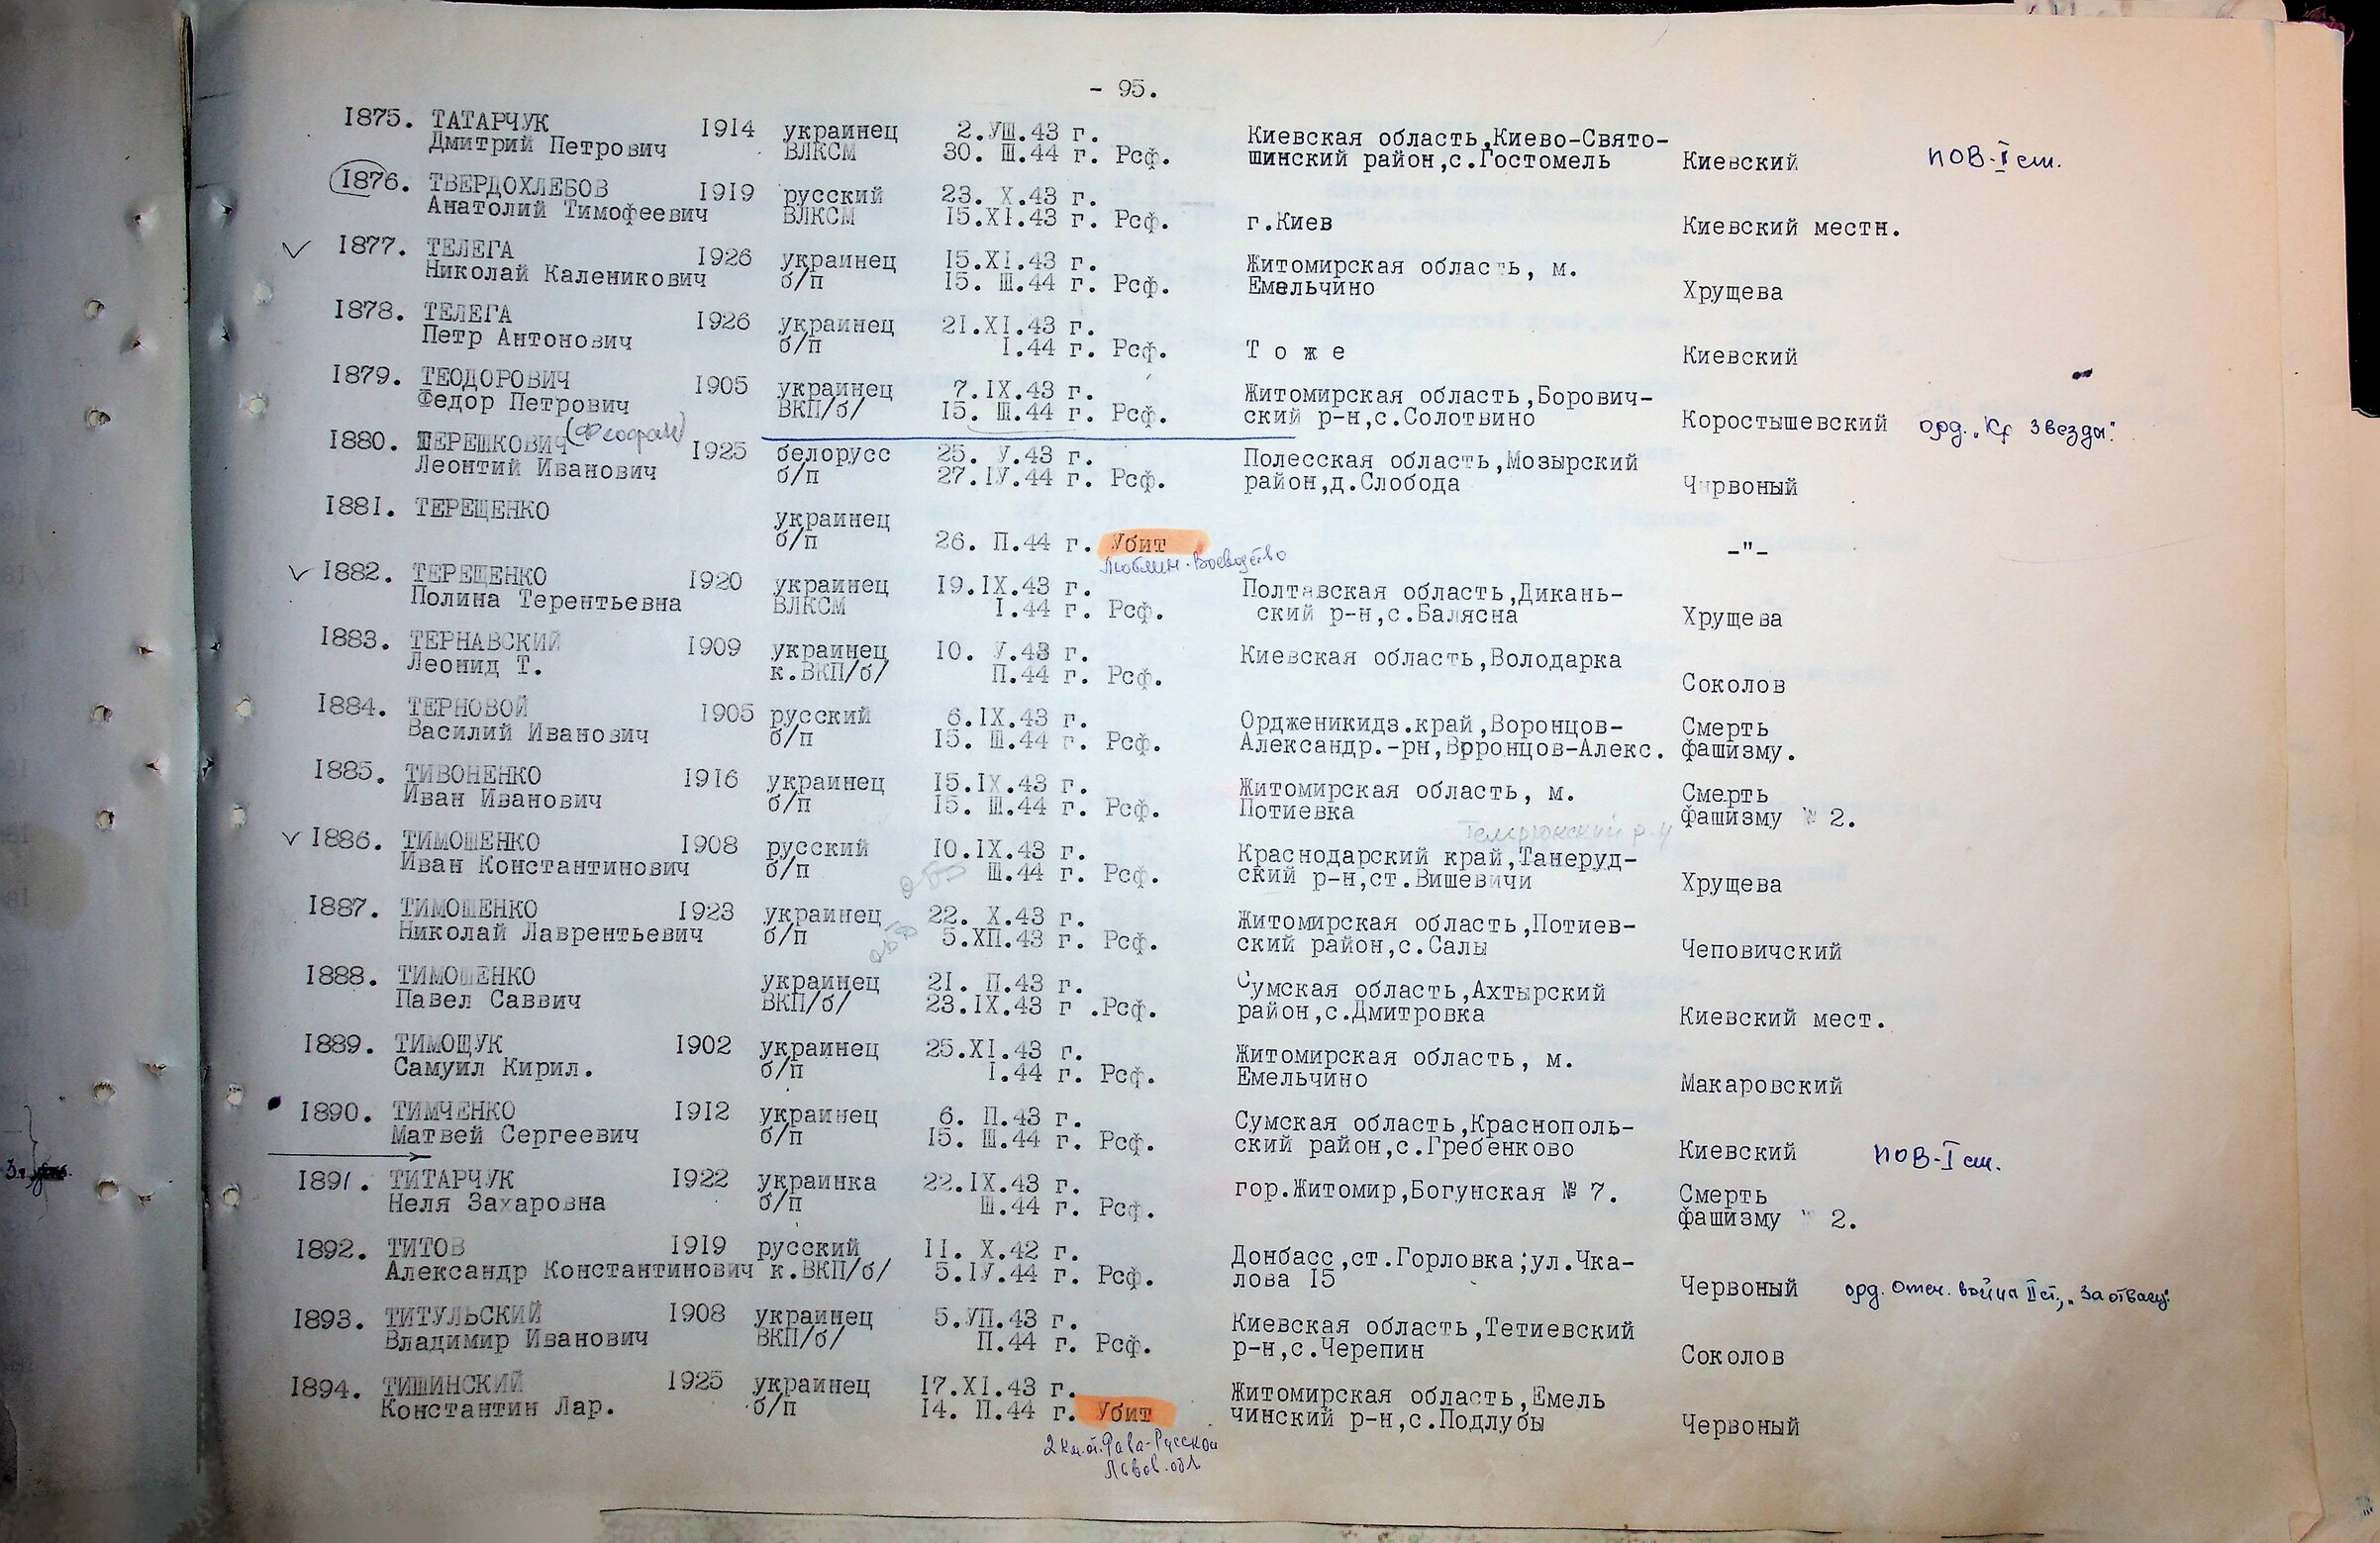 - 95.
1875. ТАТАРЧУК 1914 украинец 2.УШ.43 г. Киевская область,Киево-Свято-
Дмитрий Петрович ВЛКСМ 30. Ш.44 г. Рсф. шинский район,с.Гостомель Киевский ПОВ-I ст.
1876. ТВЕРДОХЛЕБОВ 1919 русский 23. X.43 г.
Анатолий Тимофеевич ВЛКСМ 15.XI.43 г. Рсф. г.Киев Киевский местн.
1877. ТЕЛЕГА 1926 украинец 15.XI.43 г. Житомирская область, м.
Николай Каленикович б/п 15. Ш.44 г. Рсф. Емельчино Хрущева
1878. ТЕЛЕГА 1926 украинец 21.XI.43 г.
Петр Антонович б/п I.44 г. Рсф. Т о ж е Киевский
1879. ТЕОДОРОВИЧ 1905 украинец 7.IX.43 г. Житомирская область,Борович-
Федор Петрович ВКП/б/ 15. Ш.44 г. Рсф. ский р-н,с.Солотвино Коростышевский орд. „Кр Звезды"
1880. ТЕРЕШКОВИЧ 1925 белорусс 25. У.43 г. Полесская область,Мозырский
Леонтий Иванович б/п 27.IУ.44 г. Рсф. район,д.Слобода Червоный
1881. ТЕРЕЩЕНКО украинец
б/п 26. П.44 г. Убит -"-
Люблин. Воеводство
1882. ТЕРЕЩЕНКО 1920 украинец 19.IX.43 г. Полтавская область,Дикань-
Полина Терентьевна ВЛКСМ I.44 г. Рсф. ский р-н,с.Балясна Хрущева
1883. ТЕРНАВСКИЙ 1909 украинец 10. У.43 г. Киевская область,Володарка
Леонид Т. к.ВКП/б/ П.44 г. Рсф. Соколов
1884. ТЕРНОВОЙ 1905 русский 6.IX.43 г. Ордженикидз.край,Воронцов- Смерть
Василий Иванович б/п 15. Ш.44 г. Рсф. Александр.-рн,Врронцов-Алекс. фашизму.
1885. ТИВОНЕНКО 1916 украинец 15.IX.43 г. Житомирская область, м. Смерть
Иван Иванович б/п 15. Ш.44 г. Рсф. Потиевка фашизму № 2.
Темрюкский р-н
1886. ТИМОШЕНКО 1908 русский 10.IX.43 г. Краснодарский край,Танеруд-
Иван Константинович б/п Ш.44 г. Рсф. ский р-н,ст.Вишевичи Хрущева
1887. ТИМОШЕНКО 1923 украинец 22. X.43 г. Житомирская область,Потиев-
Николай Лаврентьевич б/п 5.ХП.43 г. Рсф. ский район,с.Салы Чеповичский
1888. ТИМОШЕНКО украинец 21. П.43 г. Сумская область,Ахтырский
Павел Саввич ВКП/б/ 23.IX.43 г .Рсф. район,с.Дмитровка Киевский мест.
1889. ТИМОЩУК 1902 украинец 25.XI.43 г. Житомирская область, м.
Самуил Кирил. б/п I.44 г. Рсф. Емельчино Макаровский
1890. ТИМЧЕНКО 1912 украинец 6. П.43 г. Сумская область,Краснополь-
Матвей Сергеевич б/п 15. Ш.44 г. Рсф. ский район,с.Гребенково Киевский ПОВ-I ст.
1891. ТИТАРЧУК 1922 украинка 22.IX.43 г. гор.Житомир,Богунская № 7. Смерть
Неля Захаровна б/п Ш.44 г. Рсф. фашизму " 2.
1892. ТИТОВ 1919 русский 11. X.42 г. Донбасс,ст.Горловка;ул.Чка-
Александр Константинович к.ВКП/б/ 5.IУ.44 г. Рсф. лова 15 Червоный орд. Отеч. война II ст., „За отвагу"
1893. ТИТУЛЬСКИЙ 1908 украинец 5.УП.43 г. Киевская область,Тетиевский
Владимир Иванович ВКП/б/ П.44 г. Рсф. р-н,с.Черепин Соколов
1894. ТИШИНСКИЙ 1925 украинец 17.XI.43 г. Житомирская область,Емель
Константин Лар. б/п 14. П.44 г. Убит чинский р-н,с.Подлубы Червоный
2 км.от.Рава-Русской
Львов.обл